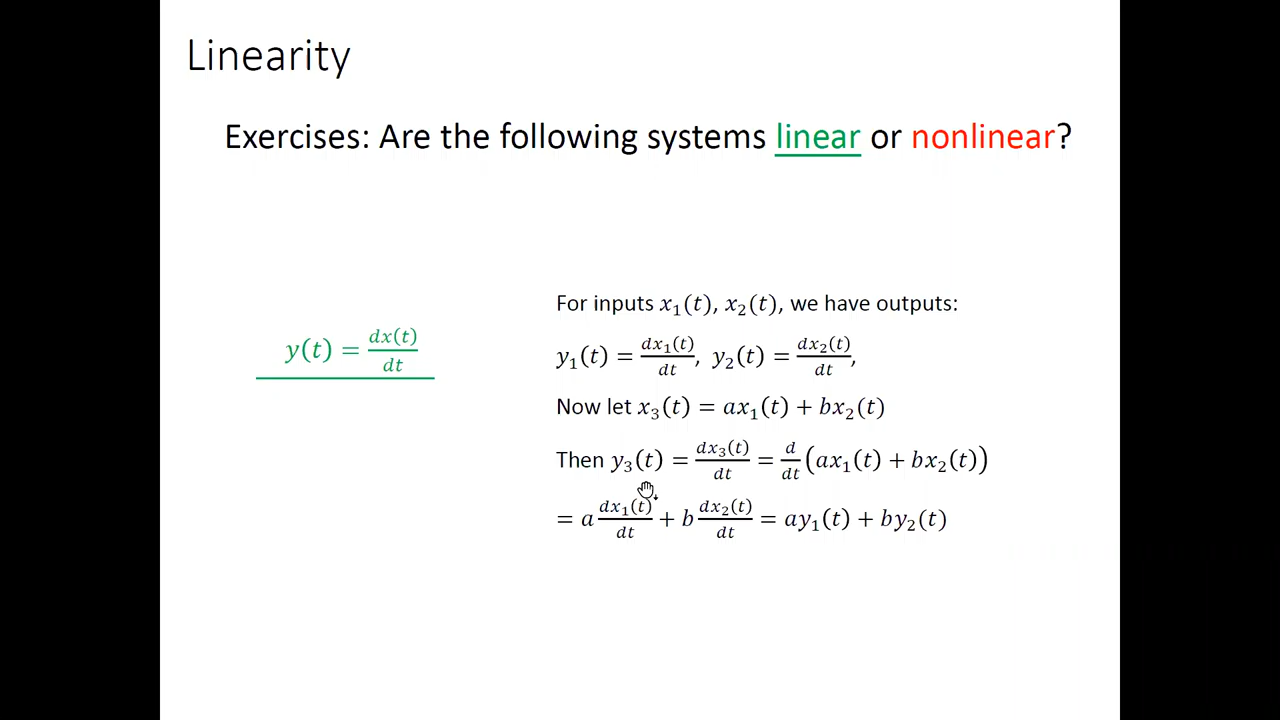 Linearity
Exercises: Are the following systems linear or nonlinear?
y(t) = dx(t)/dt
For inputs x₁(t), x₂(t), we have outputs:
y₁(t) = dx₁(t)/dt, y₂(t) = dx₂(t)/dt,
Now let x₃(t) = ax₁(t) + bx₂(t)
Then y₃(t) = dx₃(t)/dt = d/dt (ax₁(t) + bx₂(t))
= a dx₁(t)/dt + b dx₂(t)/dt = ay₁(t) + by₂(t)